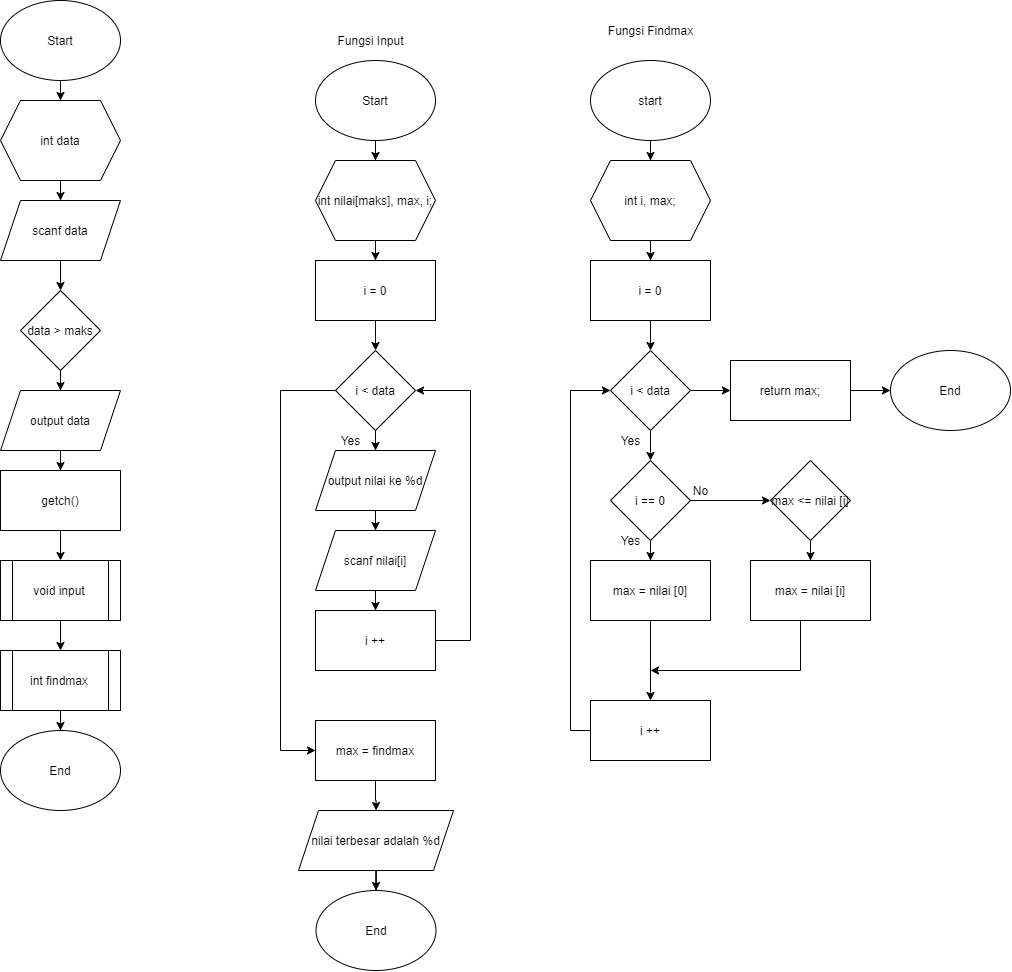 Start
int data
scanf data
data > maks
output data
getch()
void input
int findmax
End
Fungsi Input
Start
int nilai[maks], max, i;
i = 0
i < data
Yes
output nilai ke %d
scanf nilai[i]
i ++
max = findmax
nilai terbesar adalah %d
End
Fungsi Findmax
start
int i, max;
i = 0
i < data
return max;
End
Yes
i == 0
No
max <= nilai [i]
Yes
max = nilai [0]
max = nilai [i]
i ++